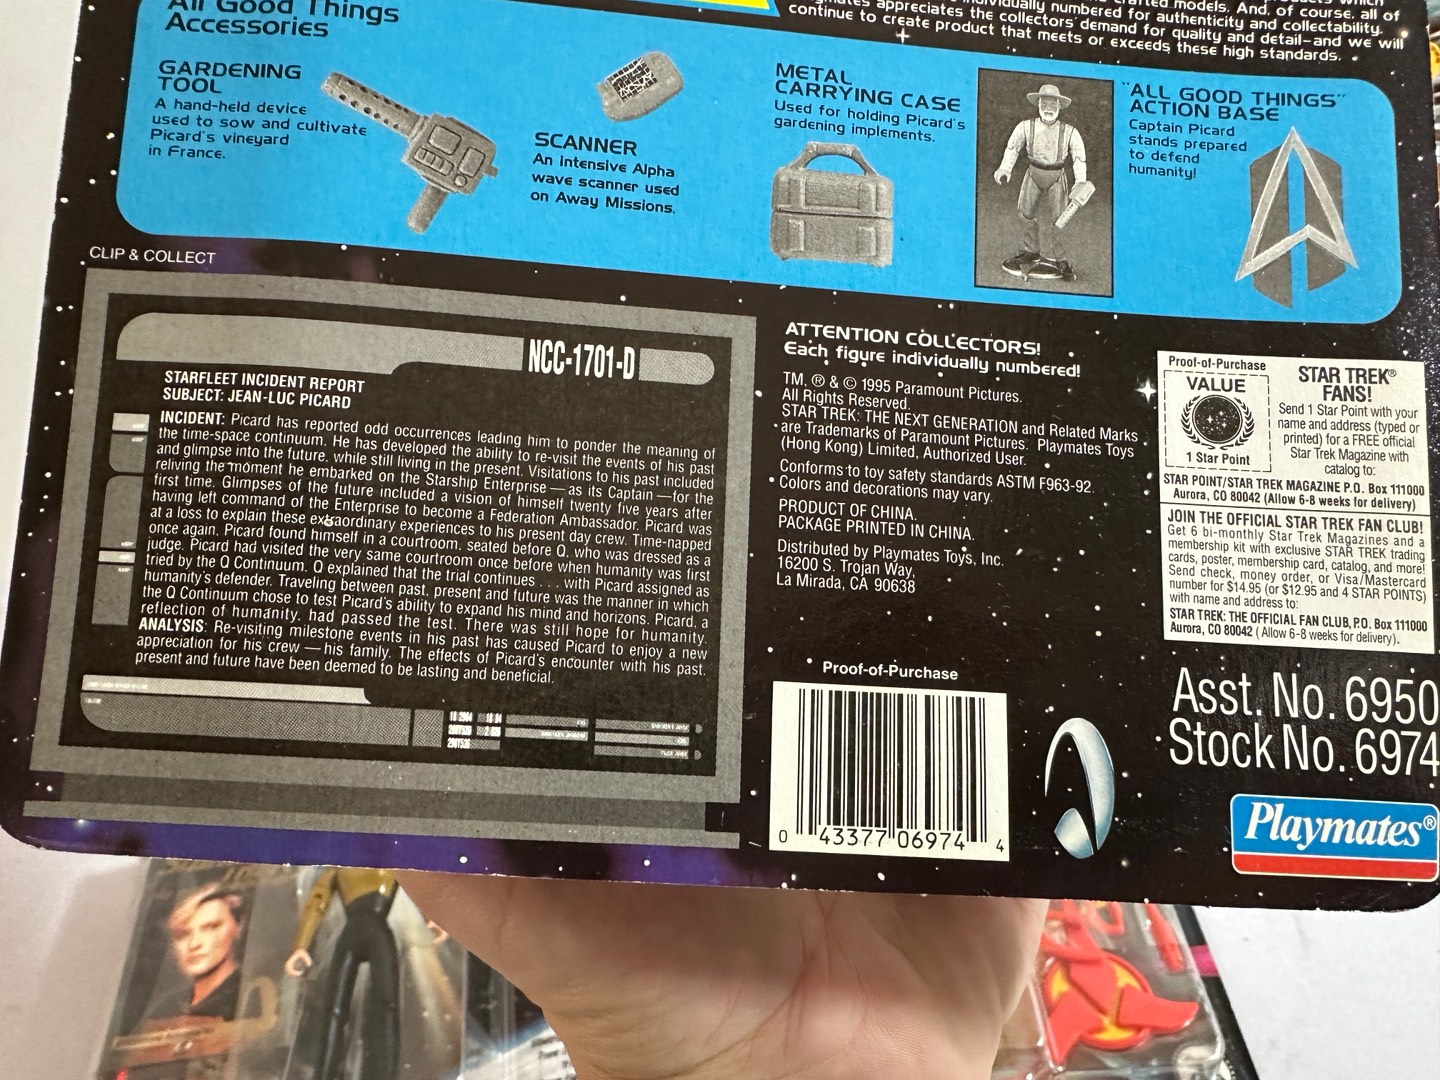 All Good Things
Accessories
crafted models. And, of course, all of
individually numbered for authenticity and collectability.
appreciates the collectors' demand for quality and detail–and we will
continue to create product that meets or exceeds these high standards.
GARDENING
TOOL
A hand-held device
used to sow and cultivate
Picard's vineyard
in France.
SCANNER
An Intensive Alpha
wave scanner used
on Away Missions.
METAL
CARRYING CASE
Used for holding Picard's
gardening implements.
"ALL GOOD THINGS"
ACTION BASE
Captain Picard
stands prepared
to defend
humanity!
CLIP & COLLECT
NCC-1701-D
STARFLEET INCIDENT REPORT
SUBJECT: JEAN-LUC PICARD
INCIDENT: Picard has reported odd occurrences leading him to ponder the meaning of
the time-space continuum. He has developed the ability to re-visit the events of his past
and glimpse into the future, while still living in the present. Visitations to his past included
reliving the moment he embarked on the Starship Enterprise — as its Captain — for the
first time. Glimpses of the future included a vision of himself twenty five years after
having left command of the Enterprise to become a Federation Ambassador. Picard was
at a loss to explain these extraordinary experiences to his present day crew. Time-napped
once again, Picard found himself in a courtroom, seated before Q, who was dressed as a
judge. Picard had visited the very same courtroom once before when humanity was first
tried by the Q Continuum. Q explained that the trial continues . . . with Picard assigned as
humanity's defender. Traveling between past, present and future was the manner in which
the Q Continuum chose to test Picard's ability to expand his mind and horizons. Picard, a
reflection of humanity, had passed the test. There was still hope for humanity.
ANALYSIS: Re-visiting milestone events in his past has caused Picard to enjoy a new
appreciation for his crew — his family. The effects of Picard's encounter with his past,
present and future have been deemed to be lasting and beneficial.
ATTENTION COLLECTORS!
Each figure individually numbered!
TM, ® & © 1995 Paramount Pictures.
All Rights Reserved.
STAR TREK: THE NEXT GENERATION and Related Marks
are Trademarks of Paramount Pictures. Playmates Toys
(Hong Kong) Limited, Authorized User.
Conforms to toy safety standards ASTM F963-92.
Colors and decorations may vary.
PRODUCT OF CHINA.
PACKAGE PRINTED IN CHINA.
Distributed by Playmates Toys, Inc.
16200 S. Trojan Way,
La Mirada, CA 90638
Proof-of-Purchase
0 43377 06974 4
Proof-of-Purchase
VALUE
1 Star Point
STAR TREK®
FANS!
Send 1 Star Point with your
name and address (typed or
printed) for a FREE official
Star Trek Magazine with
catalog to:
STAR POINT/STAR TREK MAGAZINE P.O. Box 111000
Aurora, CO 80042 (Allow 6-8 weeks for delivery)
JOIN THE OFFICIAL STAR TREK FAN CLUB!
Get 6 bi-monthly Star Trek Magazines and a
membership kit with exclusive STAR TREK trading
cards, poster, membership card, catalog, and more!
Send check, money order, or Visa/Mastercard
number for $14.95 (or $12.95 and 4 STAR POINTS)
with name and address to:
STAR TREK: THE OFFICIAL FAN CLUB, P.O. Box 111000
Aurora, CO 80042 ( Allow 6-8 weeks for delivery).
Asst. No. 6950
Stock No. 6974
Playmates®